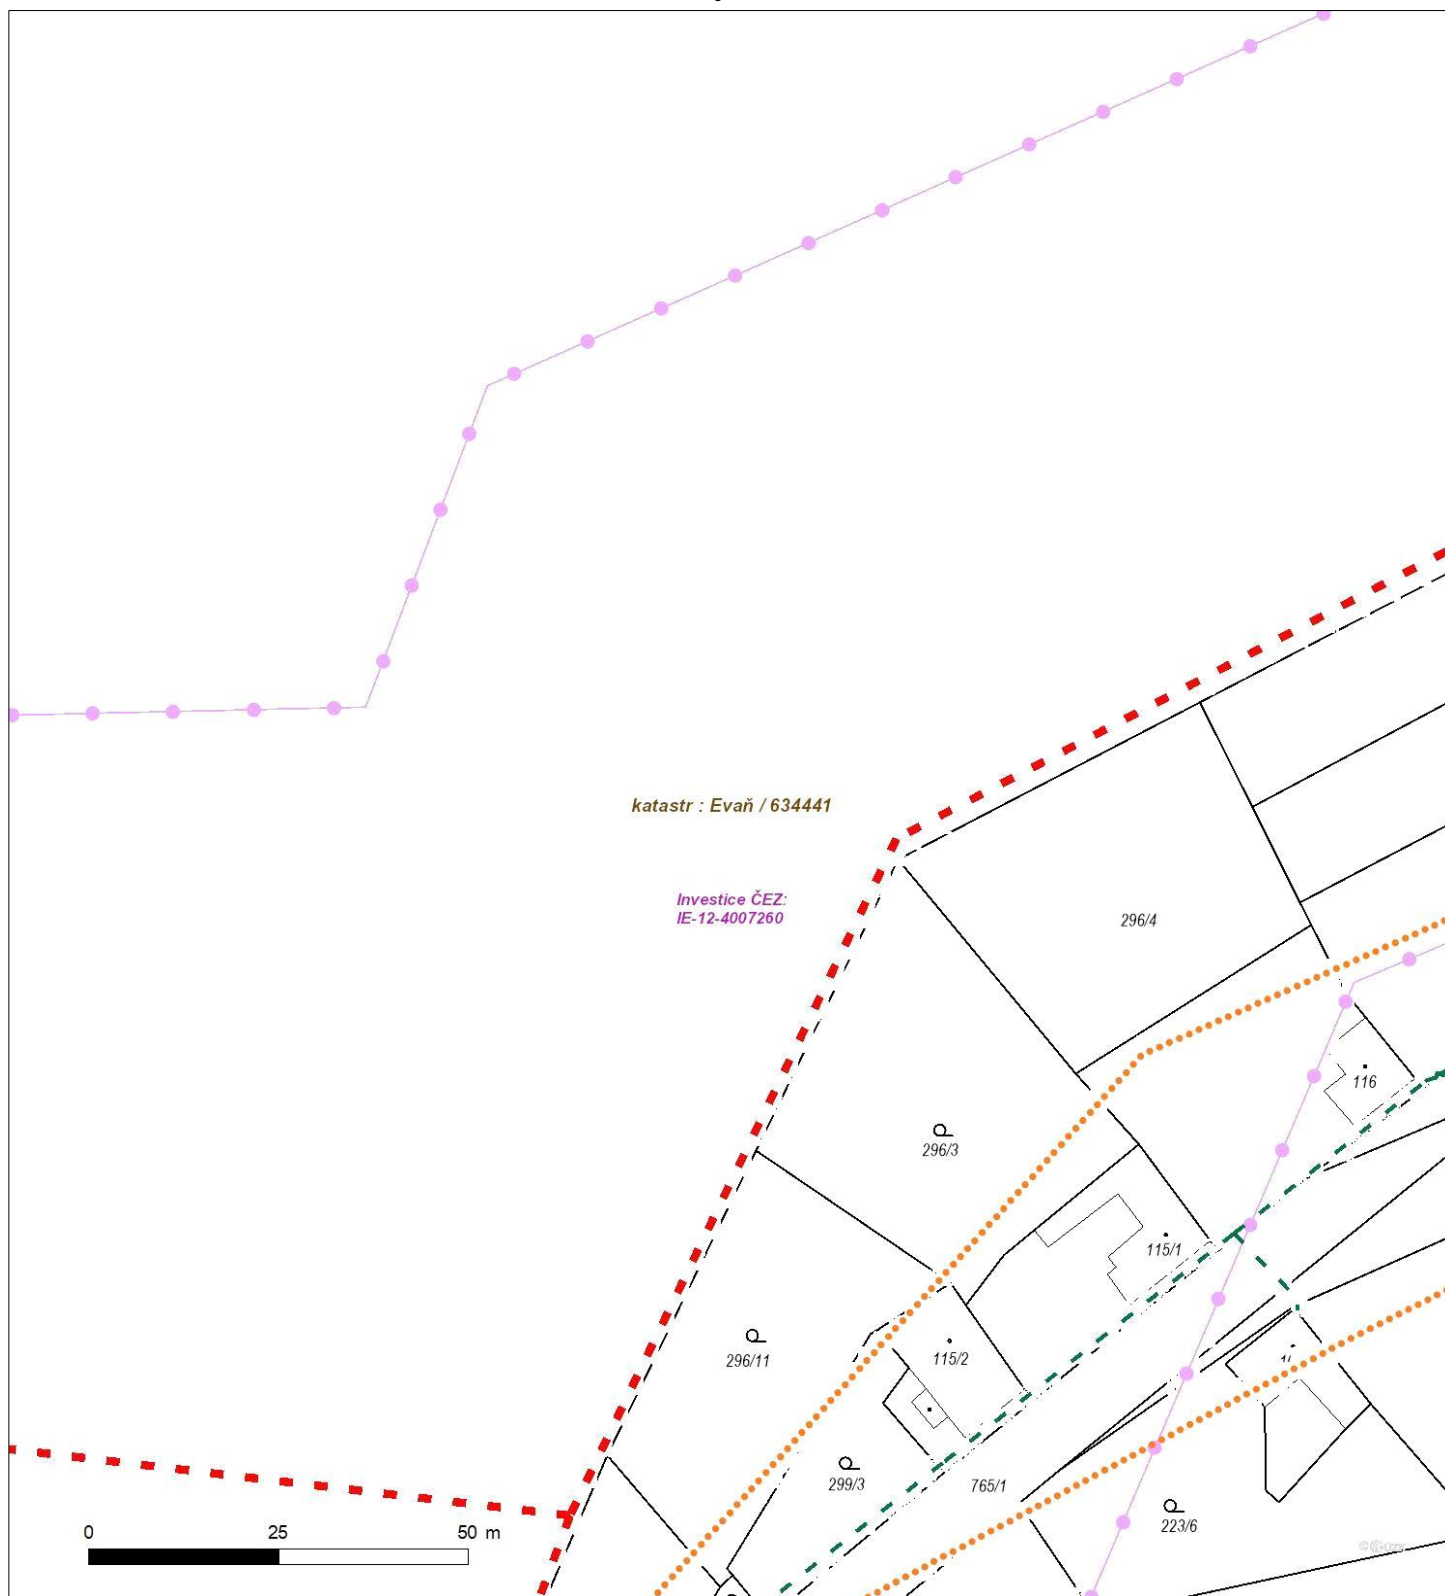 katastr : Evaň / 634441
Investice ČEZ:
IE-12-4007260
296/4
116
296/3
115/1
296/11
115/2
299/3
765/1
223/6
0 25 50 m